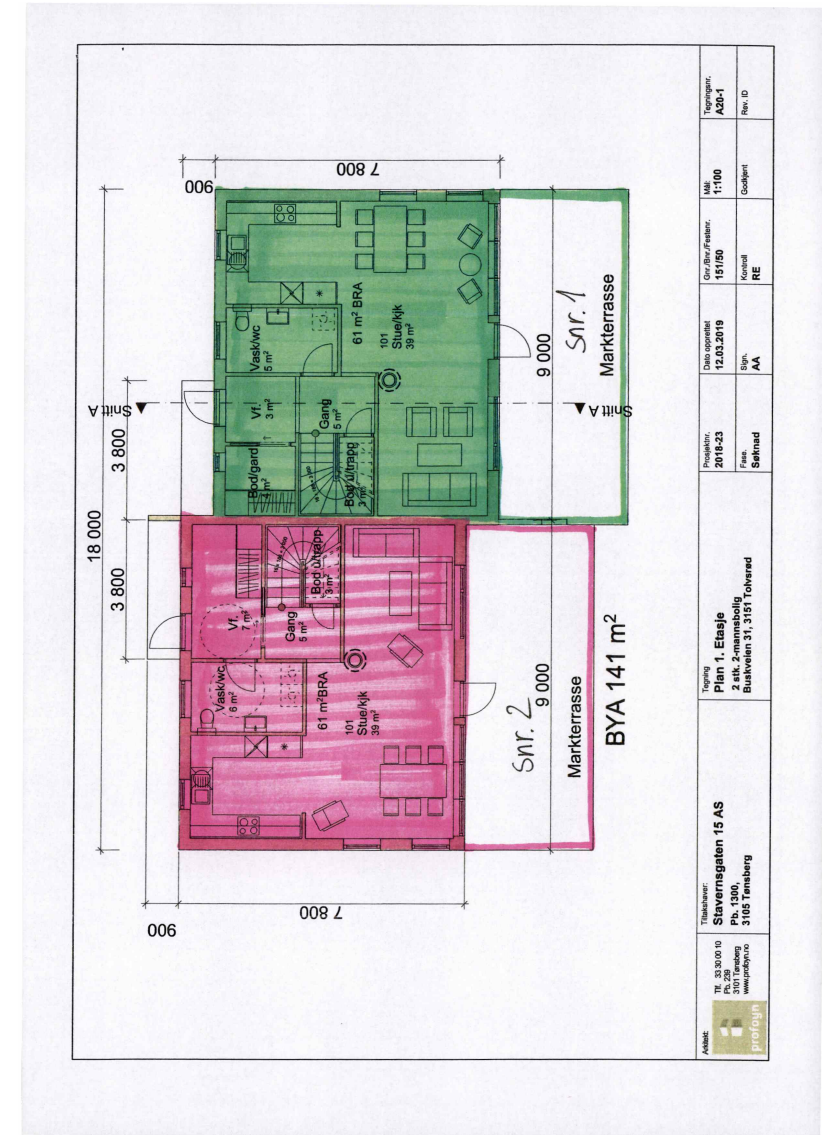 18 000
3 800
3 800
900
7 800
900
7 800
Snitt A
Snitt A
Vf.
7 m²
Gang
5 m²
Bod u/trapp
3 m²
Vask/wc
6 m²
61 m² BRA
101
Stue/kjk
39 m²
Bod/gard
4 m²
Vf.
3 m²
Gang
5 m²
Bod u/trapp
3 m²
Vask/wc
5 m²
61 m² BRA
101
Stue/kjk
39 m²
Snr. 2
9 000
Markterrasse
9 000
Snr. 1
Markterrasse
BYA 141 m²
Arkitekt:
profoyn
Tlf. 33 30 00 10
Pb. 239
3101 Tønsberg
www.profoyn.no
Tiltakshaver:
Stavernsgaten 15 AS
Pb. 1300,
3105 Tønsberg
Tegning
Plan 1. Etasje
2 stk. 2-mannsbolig
Buskveien 31, 3151 Tolvsrød
Prosjektnr.
2018-23
Fase.
Søknad
Dato opprettet
12.03.2019
Sign.
AA
Gnr./Bnr./Festenr.
151/50
Kontroll
RE
Mål:
1:100
Godkjent
Tegningsnr.
A20-1
Rev. ID